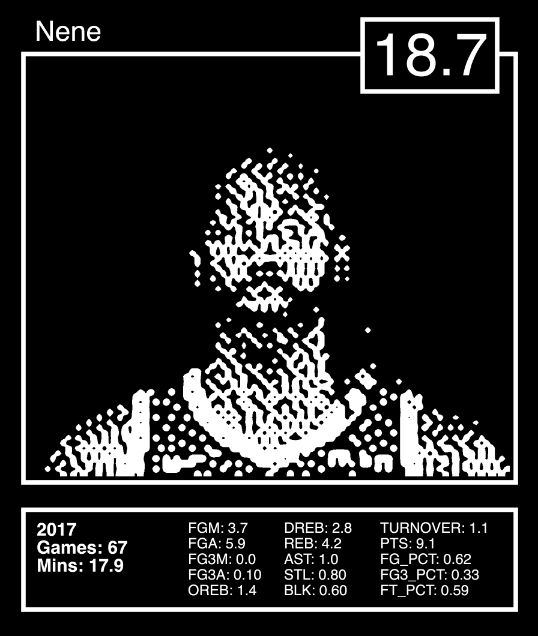 Nene
18.7
2017
Games: 67
Mins: 17.9
FGM: 3.7
FGA: 5.9
FG3M: 0.0
FG3A: 0.10
OREB: 1.4
DREB: 2.8
REB: 4.2
AST: 1.0
STL: 0.80
BLK: 0.60
TURNOVER: 1.1
PTS: 9.1
FG_PCT: 0.62
FG3_PCT: 0.33
FT_PCT: 0.59